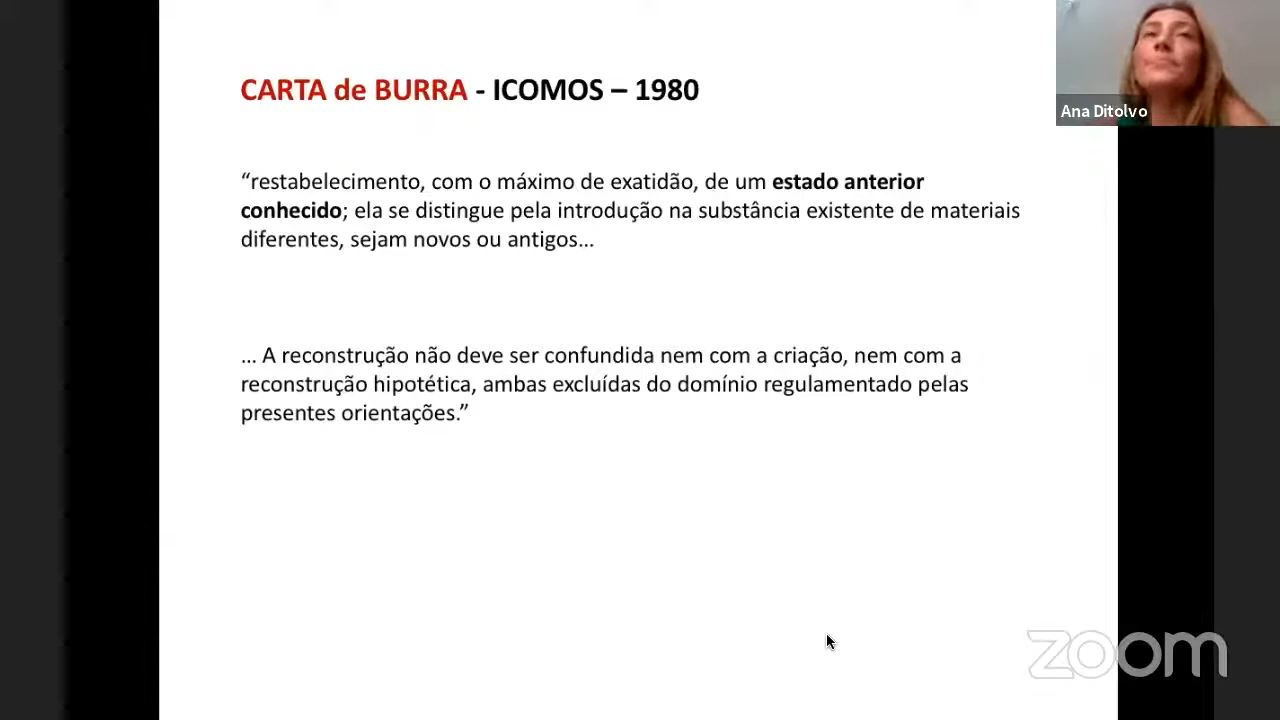 CARTA de BURRA - ICOMOS – 1980
Ana Ditolvo
“restabelecimento, com o máximo de exatidão, de um estado anterior
conhecido; ela se distingue pela introdução na substância existente de materiais
diferentes, sejam novos ou antigos...
... A reconstrução não deve ser confundida nem com a criação, nem com a
reconstrução hipotética, ambas excluídas do domínio regulamentado pelas
presentes orientações.”
zoom